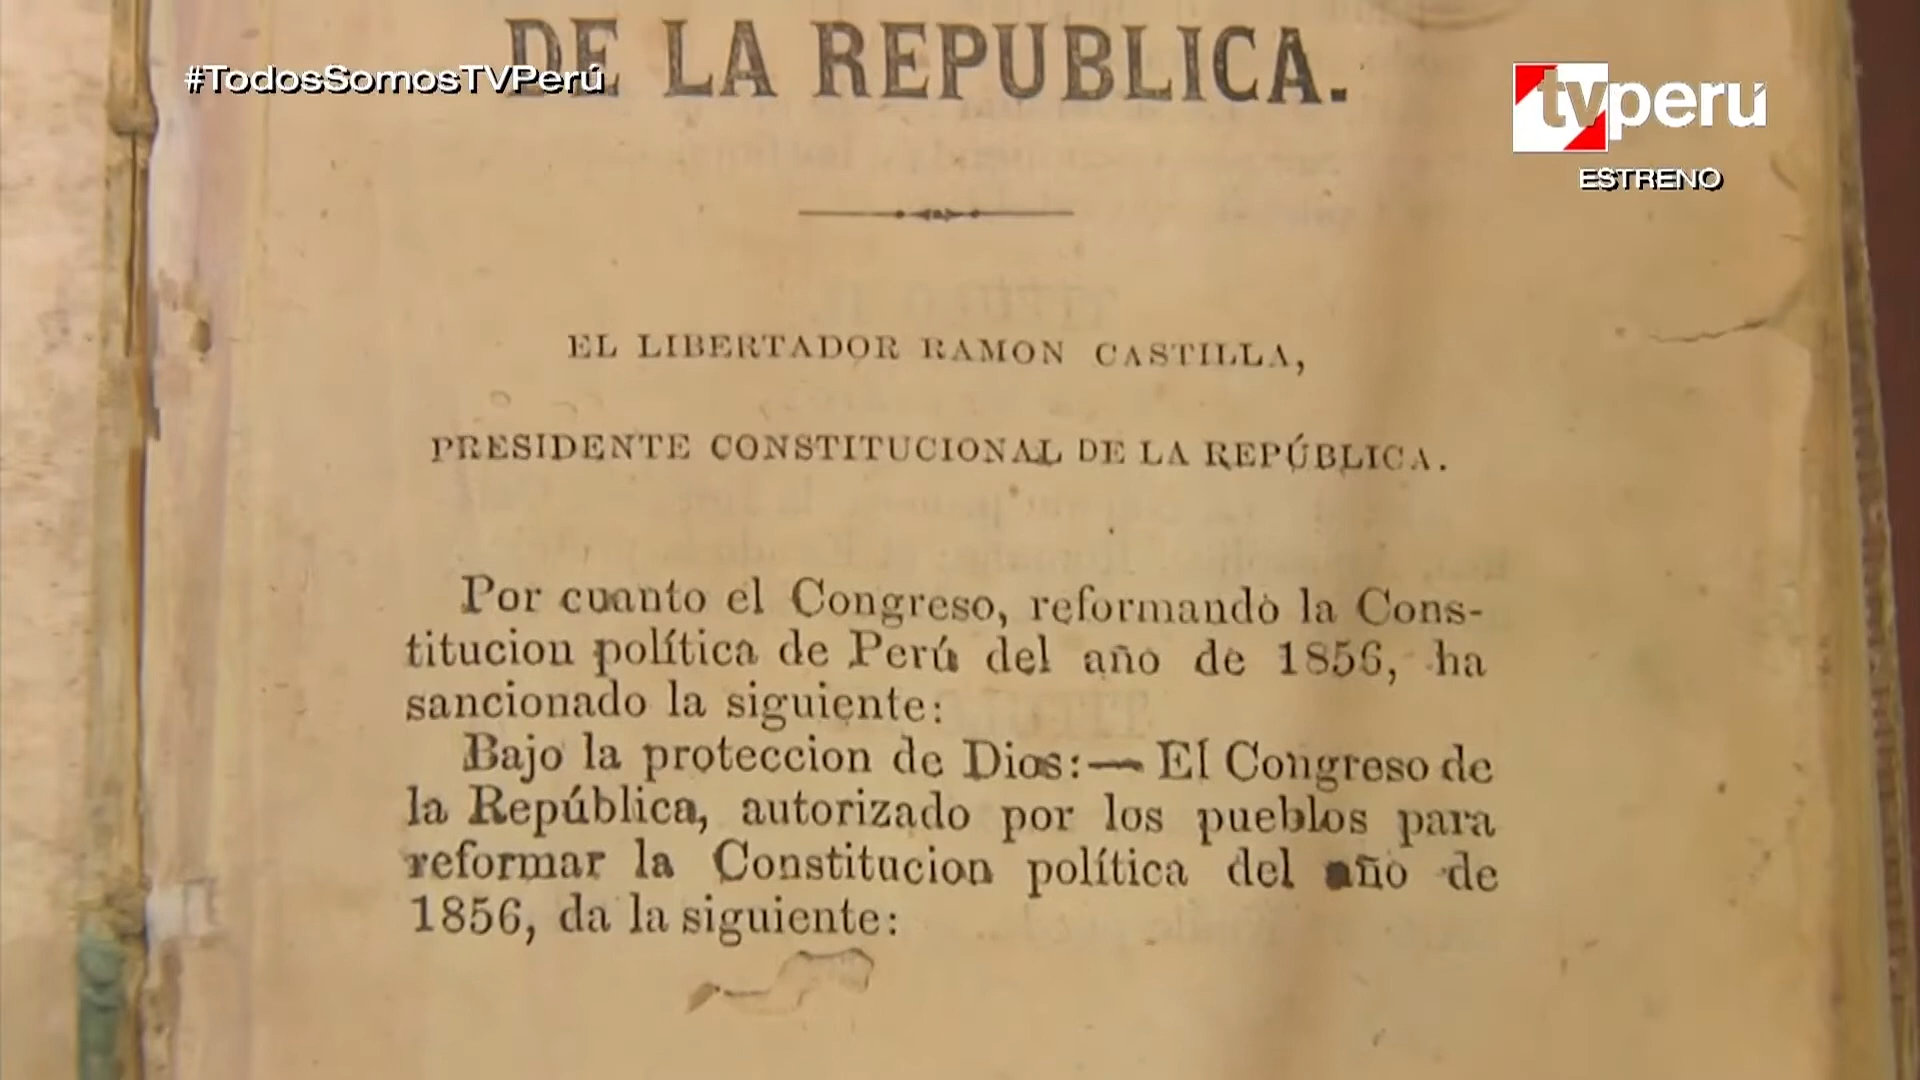 DE LA REPUBLICA.
#TodosSomosTVPerú
tvperú
ESTRENO
EL LIBERTADOR RAMON CASTILLA,
PRESIDENTE CONSTITUCIONAL DE LA REPÚBLICA.
Por cuanto el Congreso, reformando la Cons-
titucion política de Perú del año de 1856, ha
sancionado la siguiente:
Bajo la proteccion de Dios:— El Congreso de
la República, autorizado por los pueblos para
reformar la Constitucion política del año de
1856, da la siguiente: